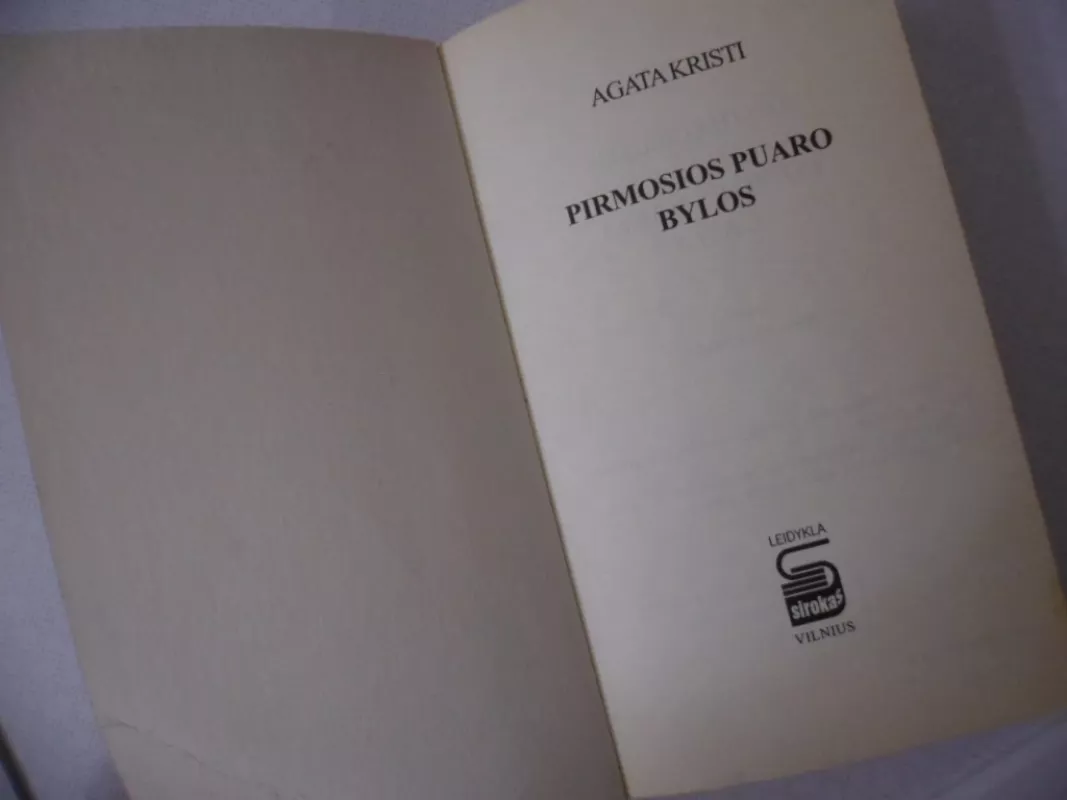 AGATA KRISTI
PIRMOSIOS PUARO
BYLOS
LEIDYKLA
sirokas
VILNIUS